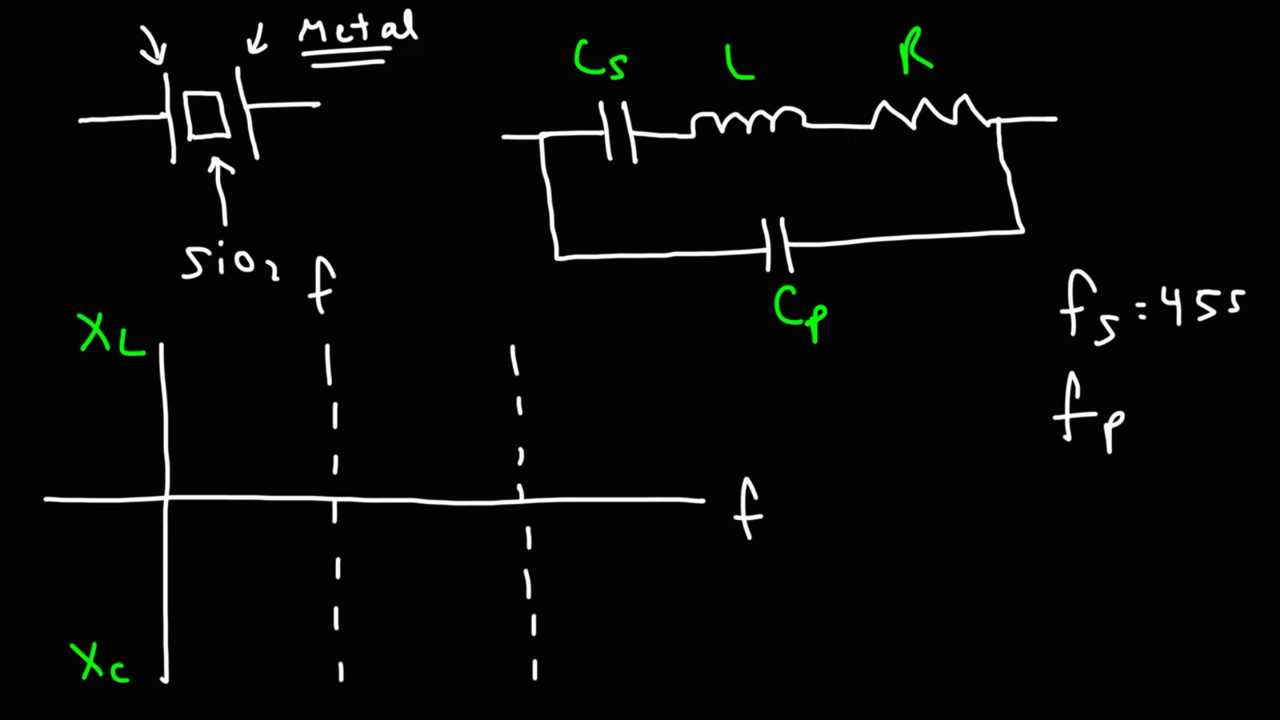 Metal
Cs L R
SiO2
f
Cp
XL
fs = 455
fp
f
Xc